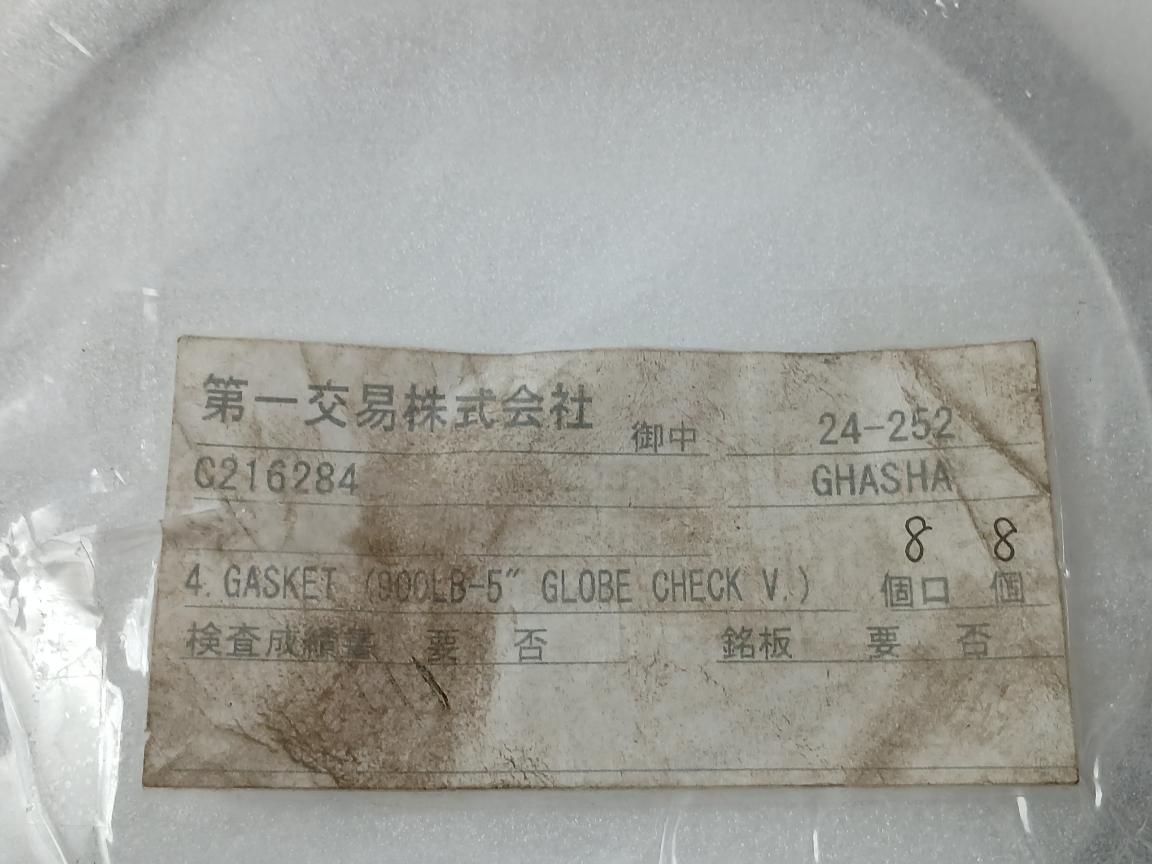 第一交易株式会社 御中 24-252
C216284 GHASHA
8 8
4. GASKET (900LB-5″ GLOBE CHECK V.) 個口 個
検査成績書 要 否 銘板 要 否